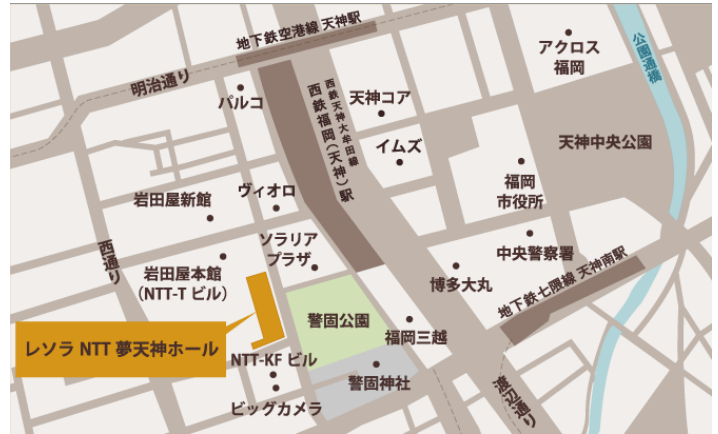 地下鉄空港線 天神駅
アクロス
福岡
公園通橋
明治通り
パルコ
西鉄天神大牟田線
西鉄福岡(天神)駅
天神コア
イムズ
天神中央公園
福岡
市役所
岩田屋新館
ヴィオロ
西通り
ソラリア
プラザ
中央警察署
岩田屋本館
(NTT-T ビル)
博多大丸
地下鉄七隈線 天神南駅
警固公園
福岡三越
レソラ NTT 夢天神ホール
NTT-KF ビル
警固神社
渡辺通り
ビッグカメラ